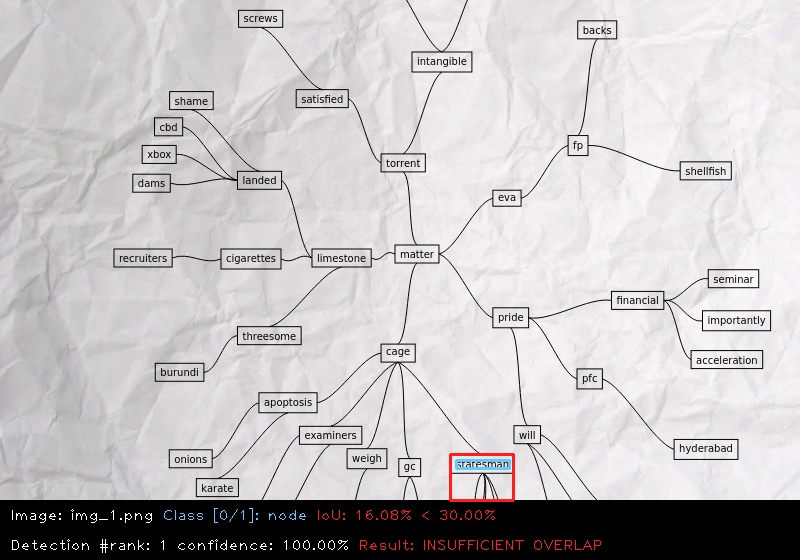 screws
backs
intangible
satisfied
shame
cbd
fp
xbox
torrent
shellfish
dams
landed
eva
matter
recruiters
cigarettes
limestone
seminar
financial
pride
importantly
threesome
cage
acceleration
burundi
pfc
apoptosis
examiners
will
hyderabad
onions
weigh
gc
statesman
karate
Image: img_1.png Class [0/1]: node IoU: 16.08% < 30.00%
Detection #rank: 1 confidence: 100.00% Result: INSUFFICIENT OVERLAP